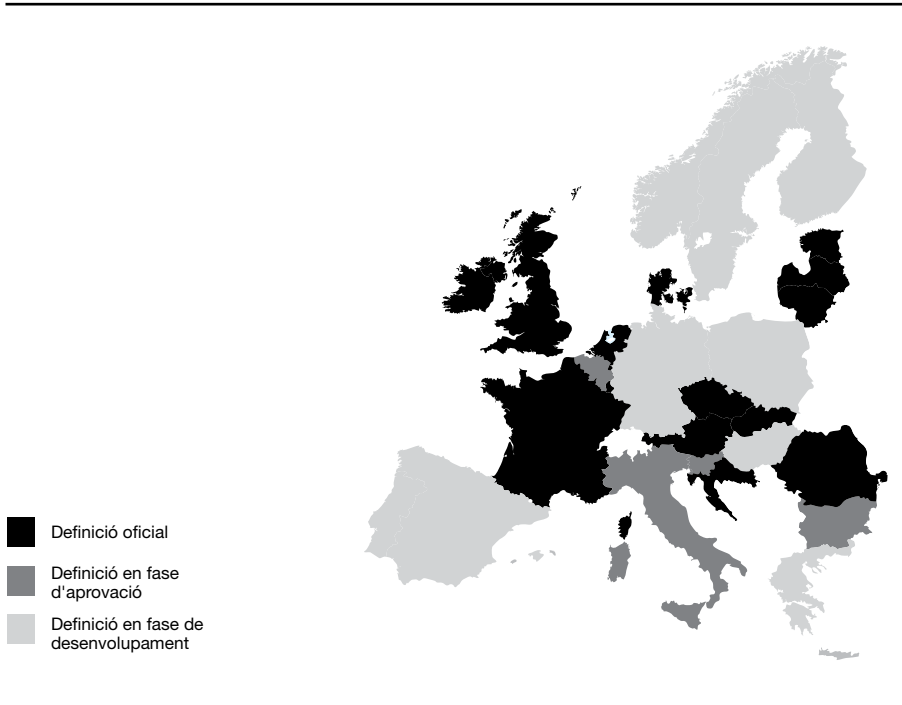 Definició oficial
Definició en fase
d'aprovació
Definició en fase de
desenvolupament